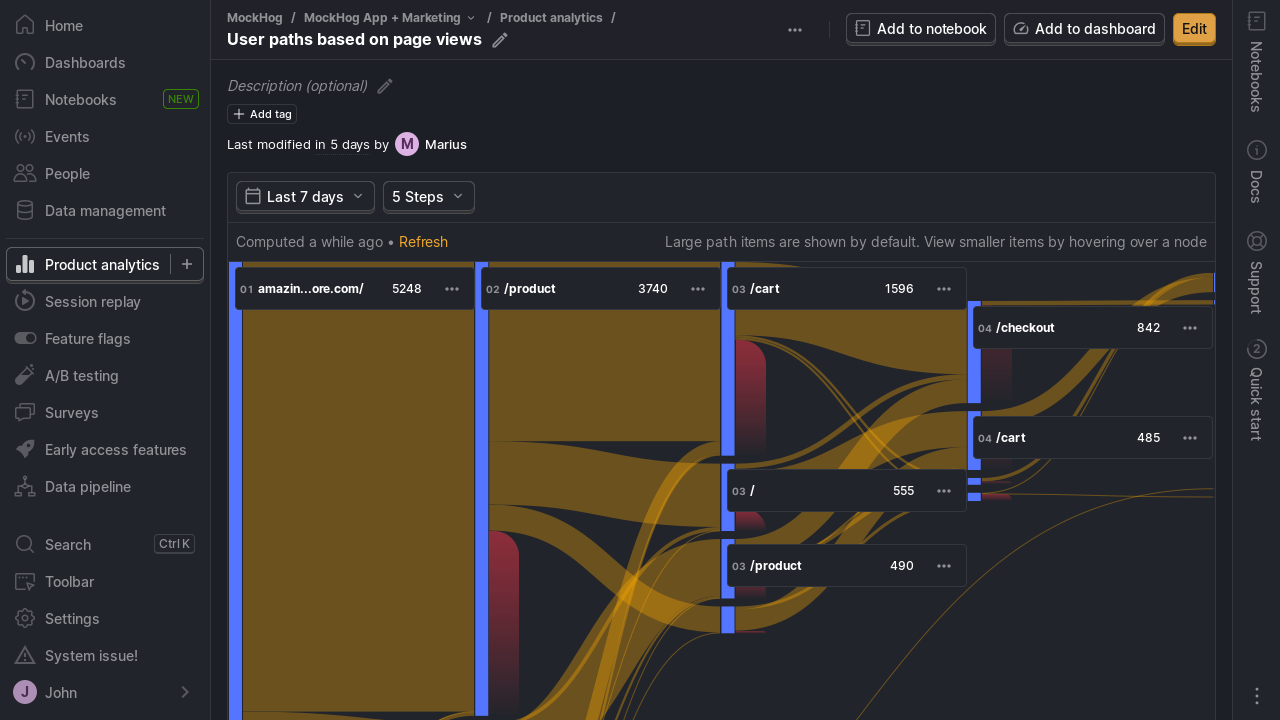 Home
Dashboards
Notebooks NEW
Events
People
Data management
Product analytics
Session replay
Feature flags
A/B testing
Surveys
Early access features
Data pipeline
Search Ctrl K
Toolbar
Settings
System issue!
J John
MockHog / MockHog App + Marketing / Product analytics /
User paths based on page views
Add to notebook
Add to dashboard
Edit
Description (optional)
Add tag
Last modified in 5 days by M Marius
Last 7 days
5 Steps
Computed a while ago • Refresh
Large path items are shown by default. View smaller items by hovering over a node
01 amazin...ore.com/ 5248
02 /product 3740
03 /cart 1596
04 /checkout 842
04 /cart 485
03 / 555
03 /product 490
Notebooks
Docs
Support
2 Quick start